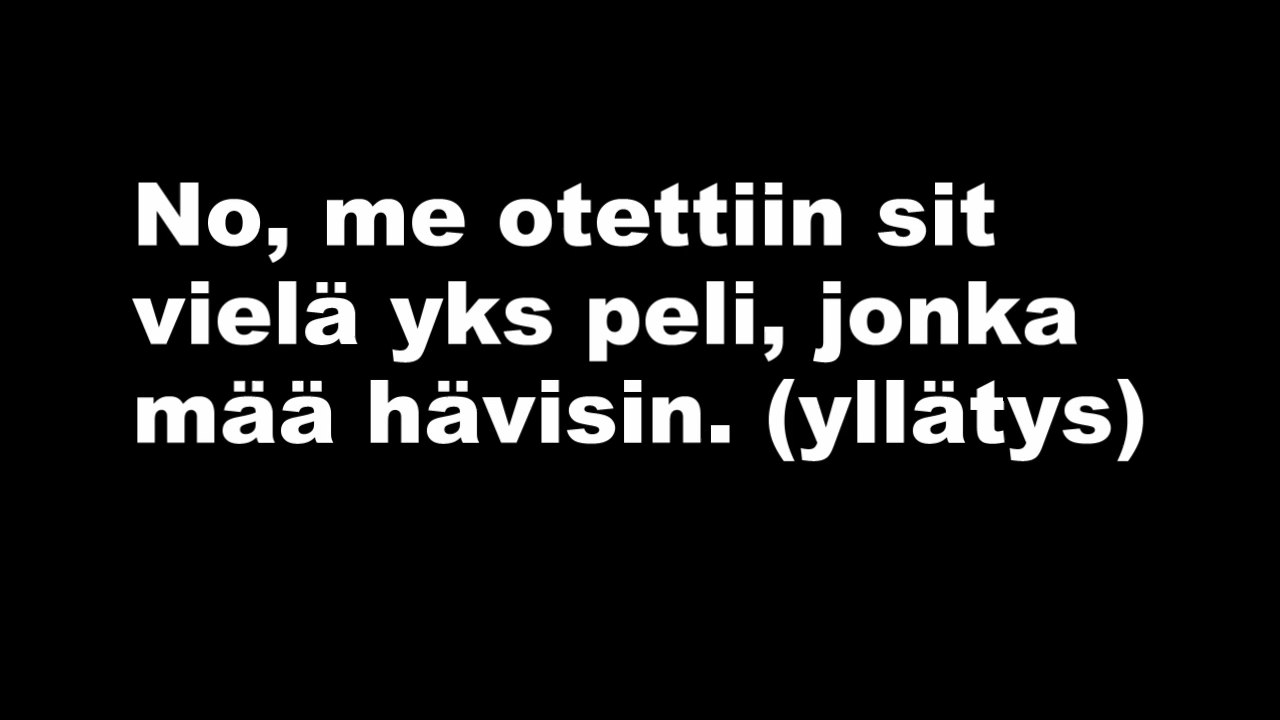 No, me otettiin sit
vielä yks peli, jonka
mää hävisin. (yllätys)